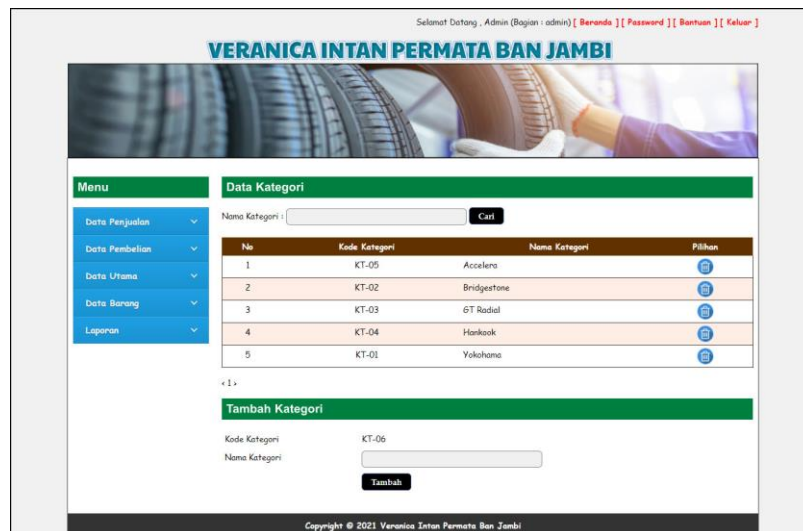 Selamat Datang , Admin (Bagian : admin) [ Beranda ] [ Password ] [ Bantuan ] [ Keluar ]
VERANICA INTAN PERMATA BAN JAMBI
Menu
Data Penjualan
Data Pembelian
Data Utama
Data Barang
Laporan
Data Kategori
Nama Kategori : Cari
No Kode Kategori Nama Kategori Pilihan
1 KT-05 Accelera
2 KT-02 Bridgestone
3 KT-03 GT Radial
4 KT-04 Hankook
5 KT-01 Yokohama
‹ 1 ›
Tambah Kategori
Kode Kategori KT-06
Nama Kategori
Tambah
Copyright © 2021 Veranica Intan Permata Ban Jambi